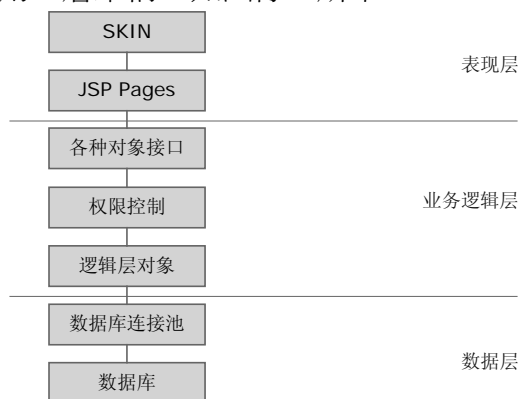 SKIN
表现层
JSP Pages
各种对象接口
权限控制
业务逻辑层
逻辑层对象
数据库连接池
数据层
数据库